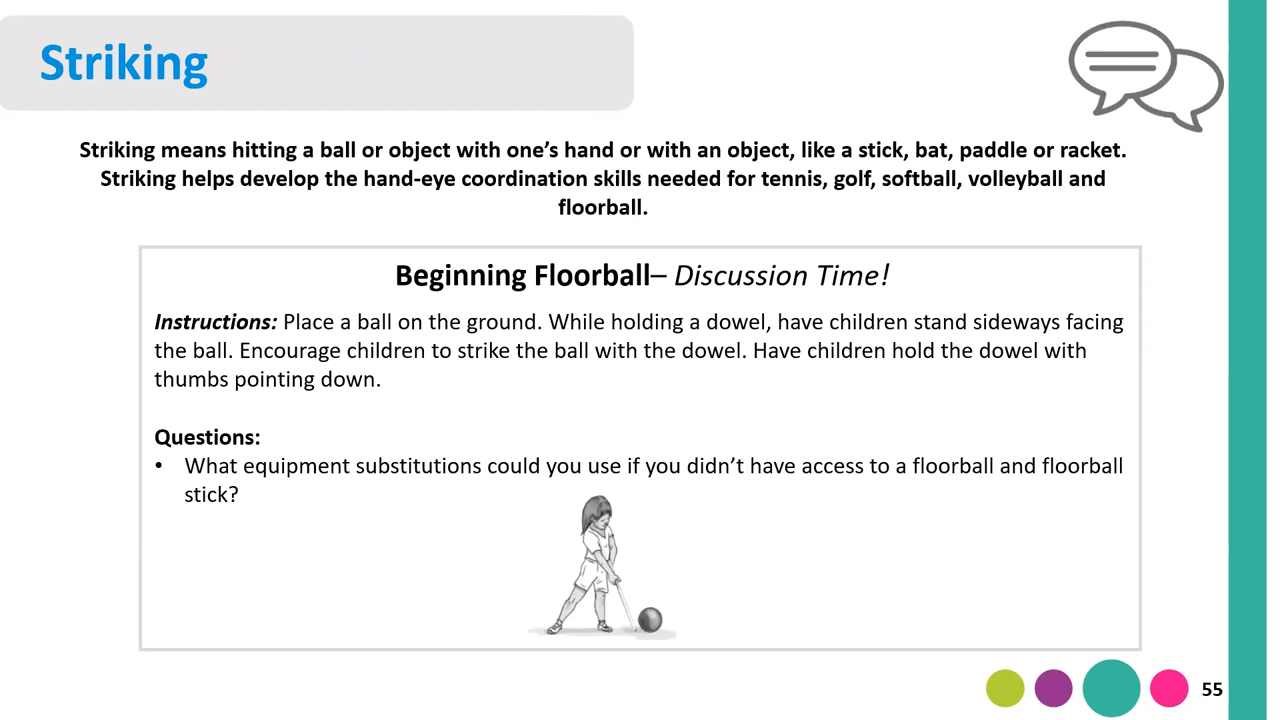 Striking
Striking means hitting a ball or object with one’s hand or with an object, like a stick, bat, paddle or racket.
Striking helps develop the hand-eye coordination skills needed for tennis, golf, softball, volleyball and
floorball.
Beginning Floorball– Discussion Time!
Instructions: Place a ball on the ground. While holding a dowel, have children stand sideways facing
the ball. Encourage children to strike the ball with the dowel. Have children hold the dowel with
thumbs pointing down.
Questions:
• What equipment substitutions could you use if you didn’t have access to a floorball and floorball
stick?
55